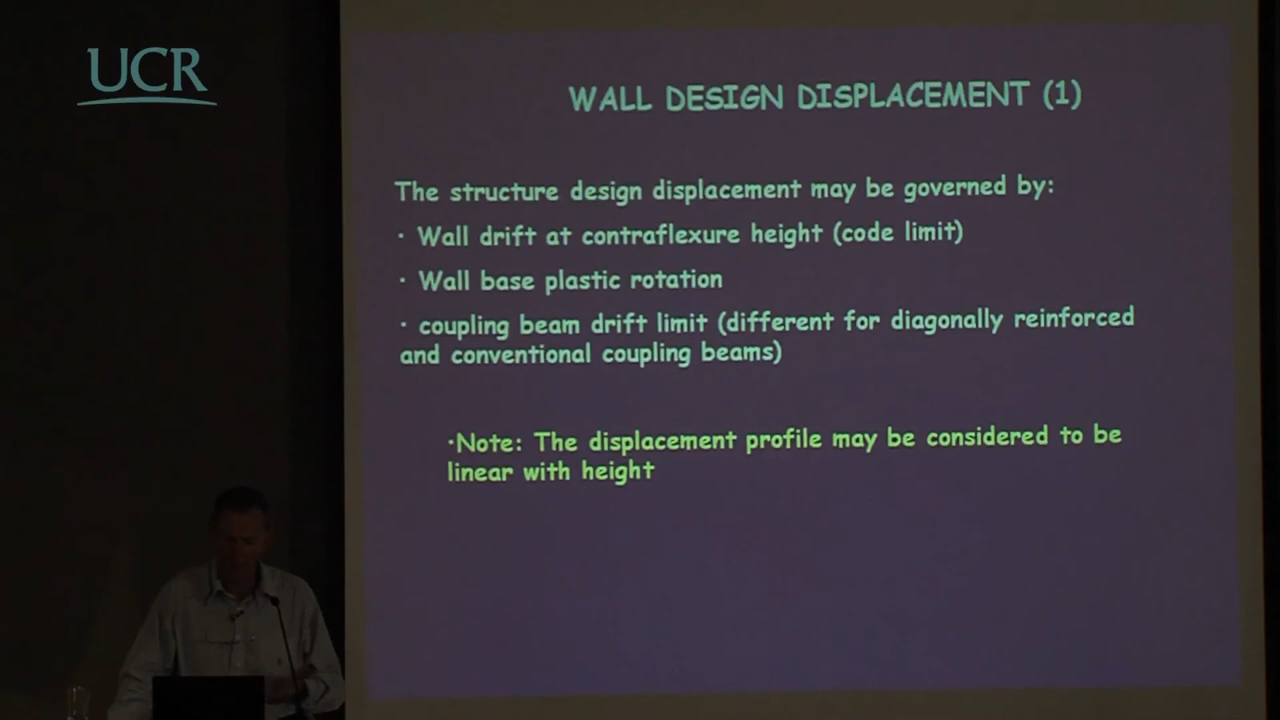 UCR
WALL DESIGN DISPLACEMENT (1)
The structure design displacement may be governed by:
· Wall drift at contraflexure height (code limit)
· Wall base plastic rotation
· coupling beam drift limit (different for diagonally reinforced
and conventional coupling beams)
·Note: The displacement profile may be considered to be
linear with height